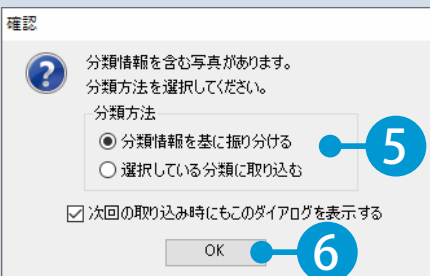 確認
分類情報を含む写真があります。
分類方法を選択してください。
分類方法
分類情報を基に振り分ける
5
選択している分類に取り込む
次回の取り込み時にもこのダイアログを表示する
OK
6